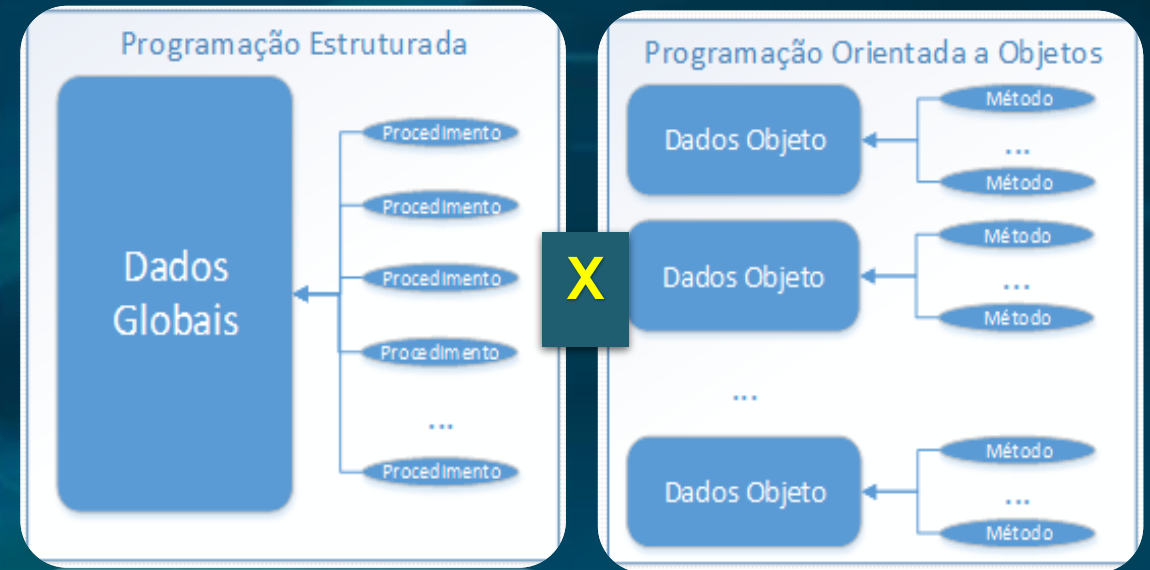 Programação Estruturada
Dados
Globais
Procedimento
Procedimento
Procedimento
Procedimento
...
Procedimento
X
Programação Orientada a Objetos
Dados Objeto
Método
...
Método
Dados Objeto
Método
...
Método
...
Dados Objeto
Método
...
Método